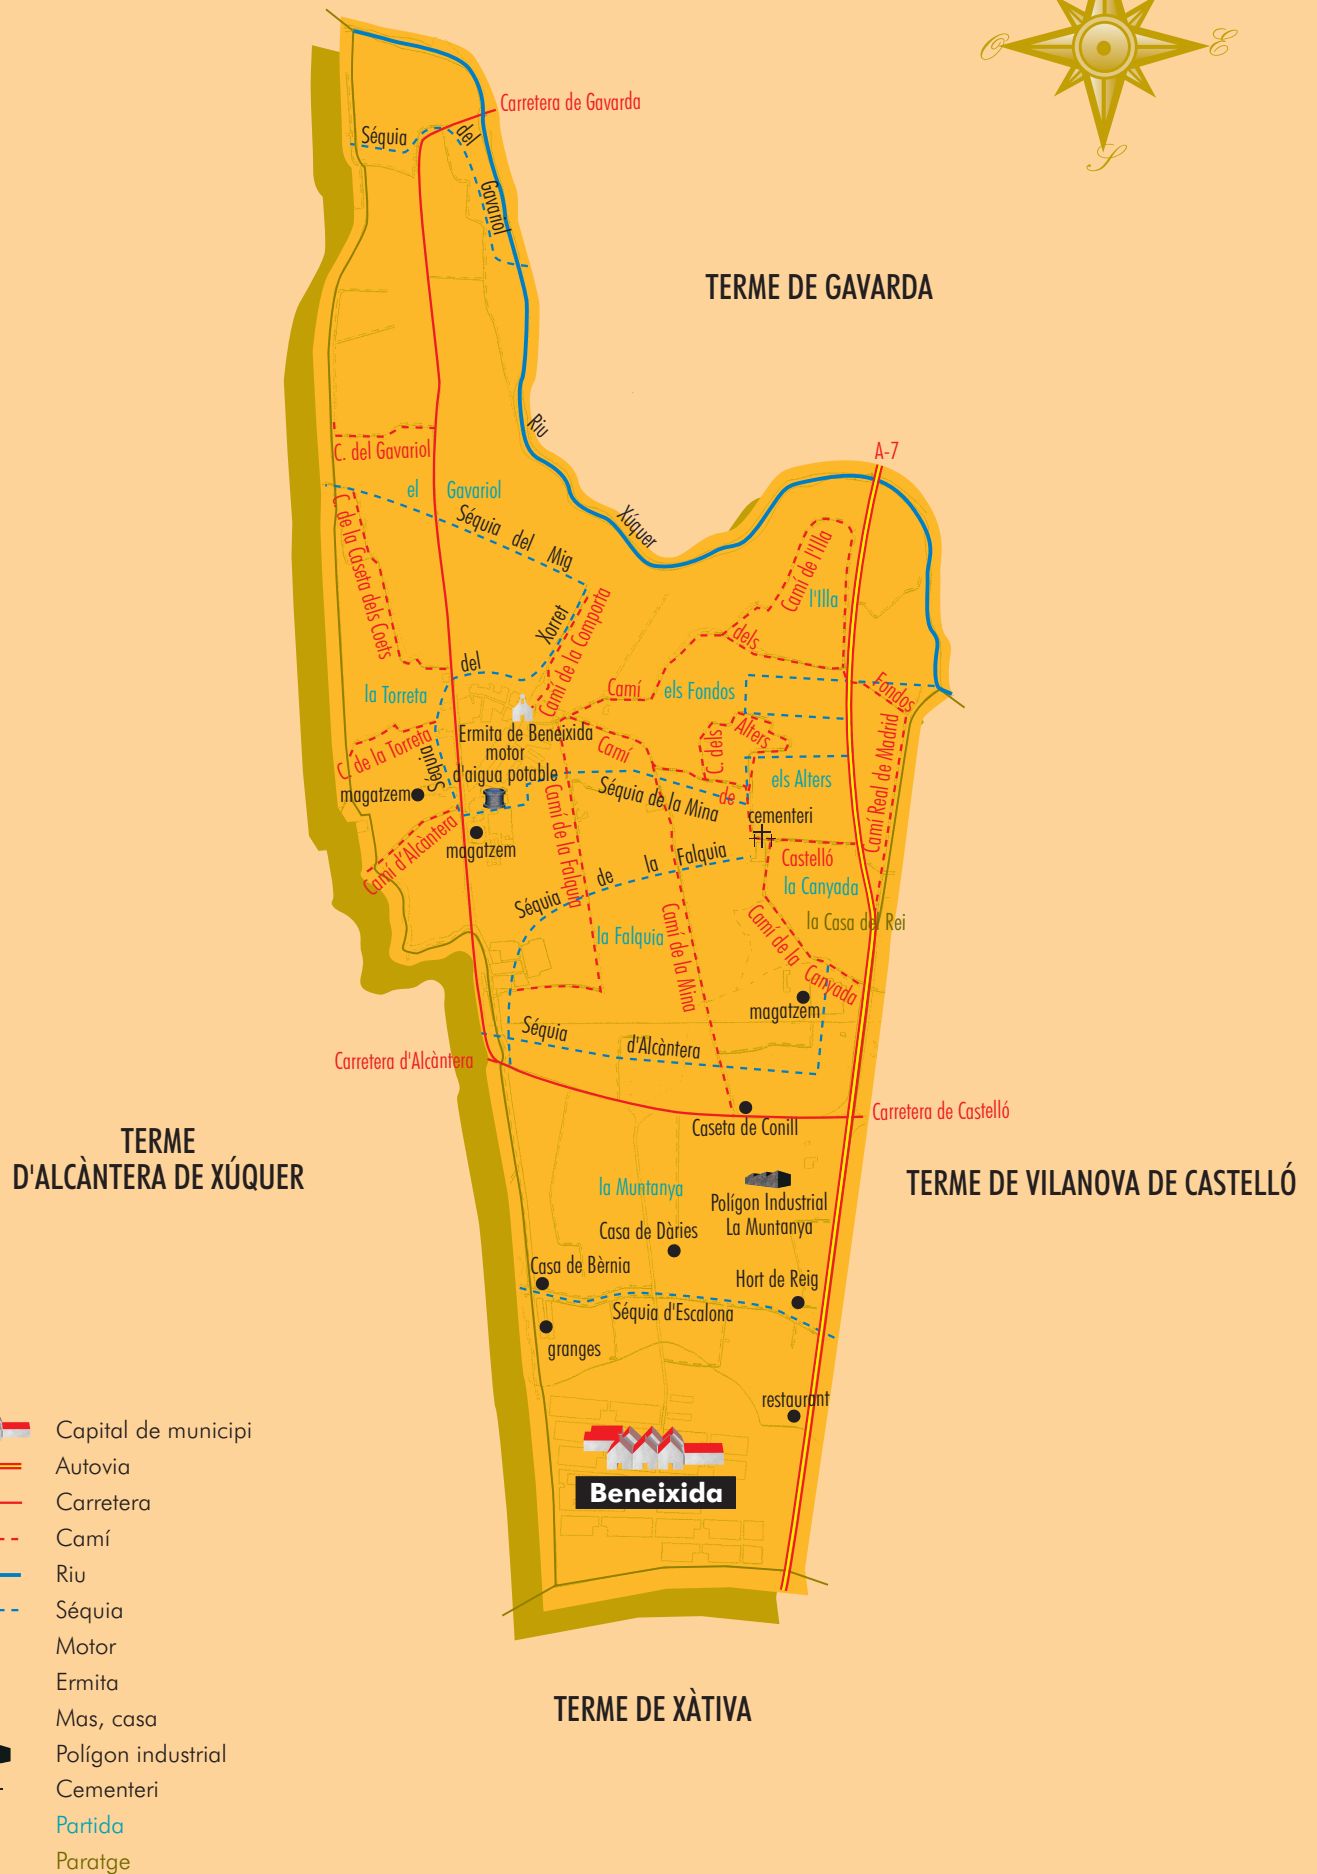 O
E
S
Carretera de Gavarda
Séquia del Gavariol
TERME DE GAVARDA
Riu Xúquer
A-7
C. del Gavariol
el Gavariol
C. de la Caseta dels Coets
Séquia del Mig
Camí de l'Illa
l'Illa
Xorret
Camí de la Comporta
dels
del
la Torreta
Camí
els Fondos
Fondos
Ermita de Beneixida
motor
d'aigua potable
C. de la Torreta
Séquia
Camí
C. dels Alters
els Alters
Camí Real de Madrid
magatzem
Séquia de la Mina
de
cementeri
magatzem
Camí d'Alcàntera
Camí de la Falquia
Castelló
la Canyada
Séquia de la Falquia
la Casa del Rei
la Falquia
Camí de la Mina
Camí de la Canyada
magatzem
Séquia d'Alcàntera
Carretera d'Alcàntera
Carretera de Castelló
Caseta de Conill
TERME
D'ALCÀNTERA DE XÚQUER
TERME DE VILANOVA DE CASTELLÓ
la Muntanya
Polígon Industrial
La Muntanya
Casa de Dàries
Casa de Bèrnia
Hort de Reig
Séquia d'Escalona
granges
restaurant
Beneixida
TERME DE XÀTIVA
Capital de municipi
Autovia
Carretera
Camí
Riu
Séquia
Motor
Ermita
Mas, casa
Polígon industrial
Cementeri
Partida
Paratge